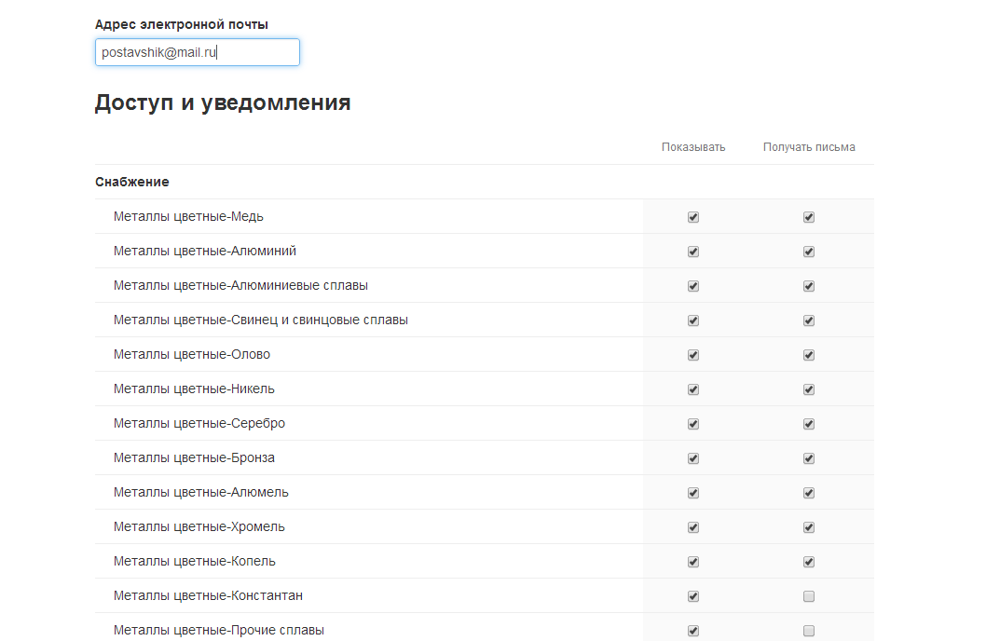 Адрес электронной почты
postavshik@mail.ru
Доступ и уведомления
Показывать Получать письма
Снабжение
Металлы цветные-Медь
Металлы цветные-Алюминий
Металлы цветные-Алюминиевые сплавы
Металлы цветные-Свинец и свинцовые сплавы
Металлы цветные-Олово
Металлы цветные-Никель
Металлы цветные-Серебро
Металлы цветные-Бронза
Металлы цветные-Алюмель
Металлы цветные-Хромель
Металлы цветные-Копель
Металлы цветные-Константан
Металлы цветные-Прочие сплавы